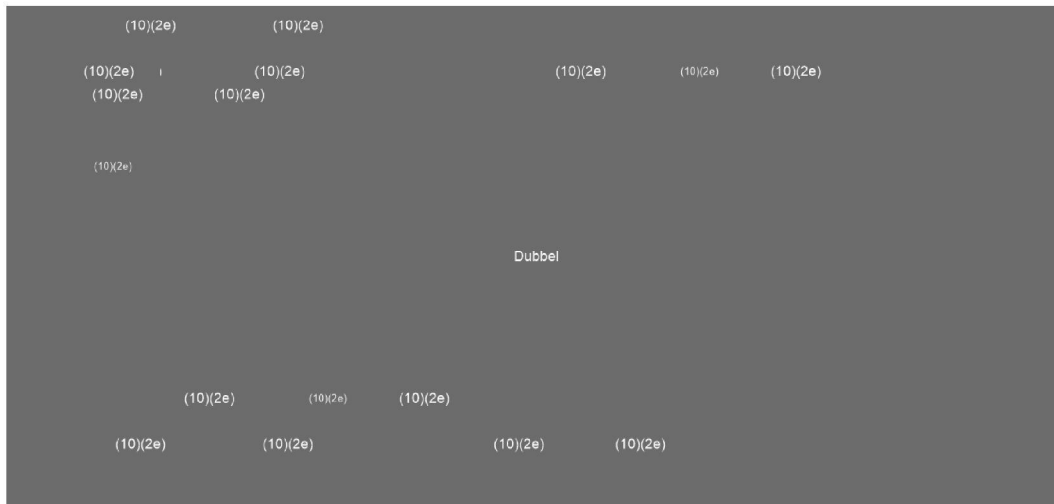 (10)(2e) (10)(2e)
(10)(2e) (10)(2e) (10)(2e) (10)(2e) (10)(2e)
(10)(2e) (10)(2e)
(10)(2e)
Dubbel
(10)(2e) (10)(2e) (10)(2e)
(10)(2e) (10)(2e) (10)(2e) (10)(2e)